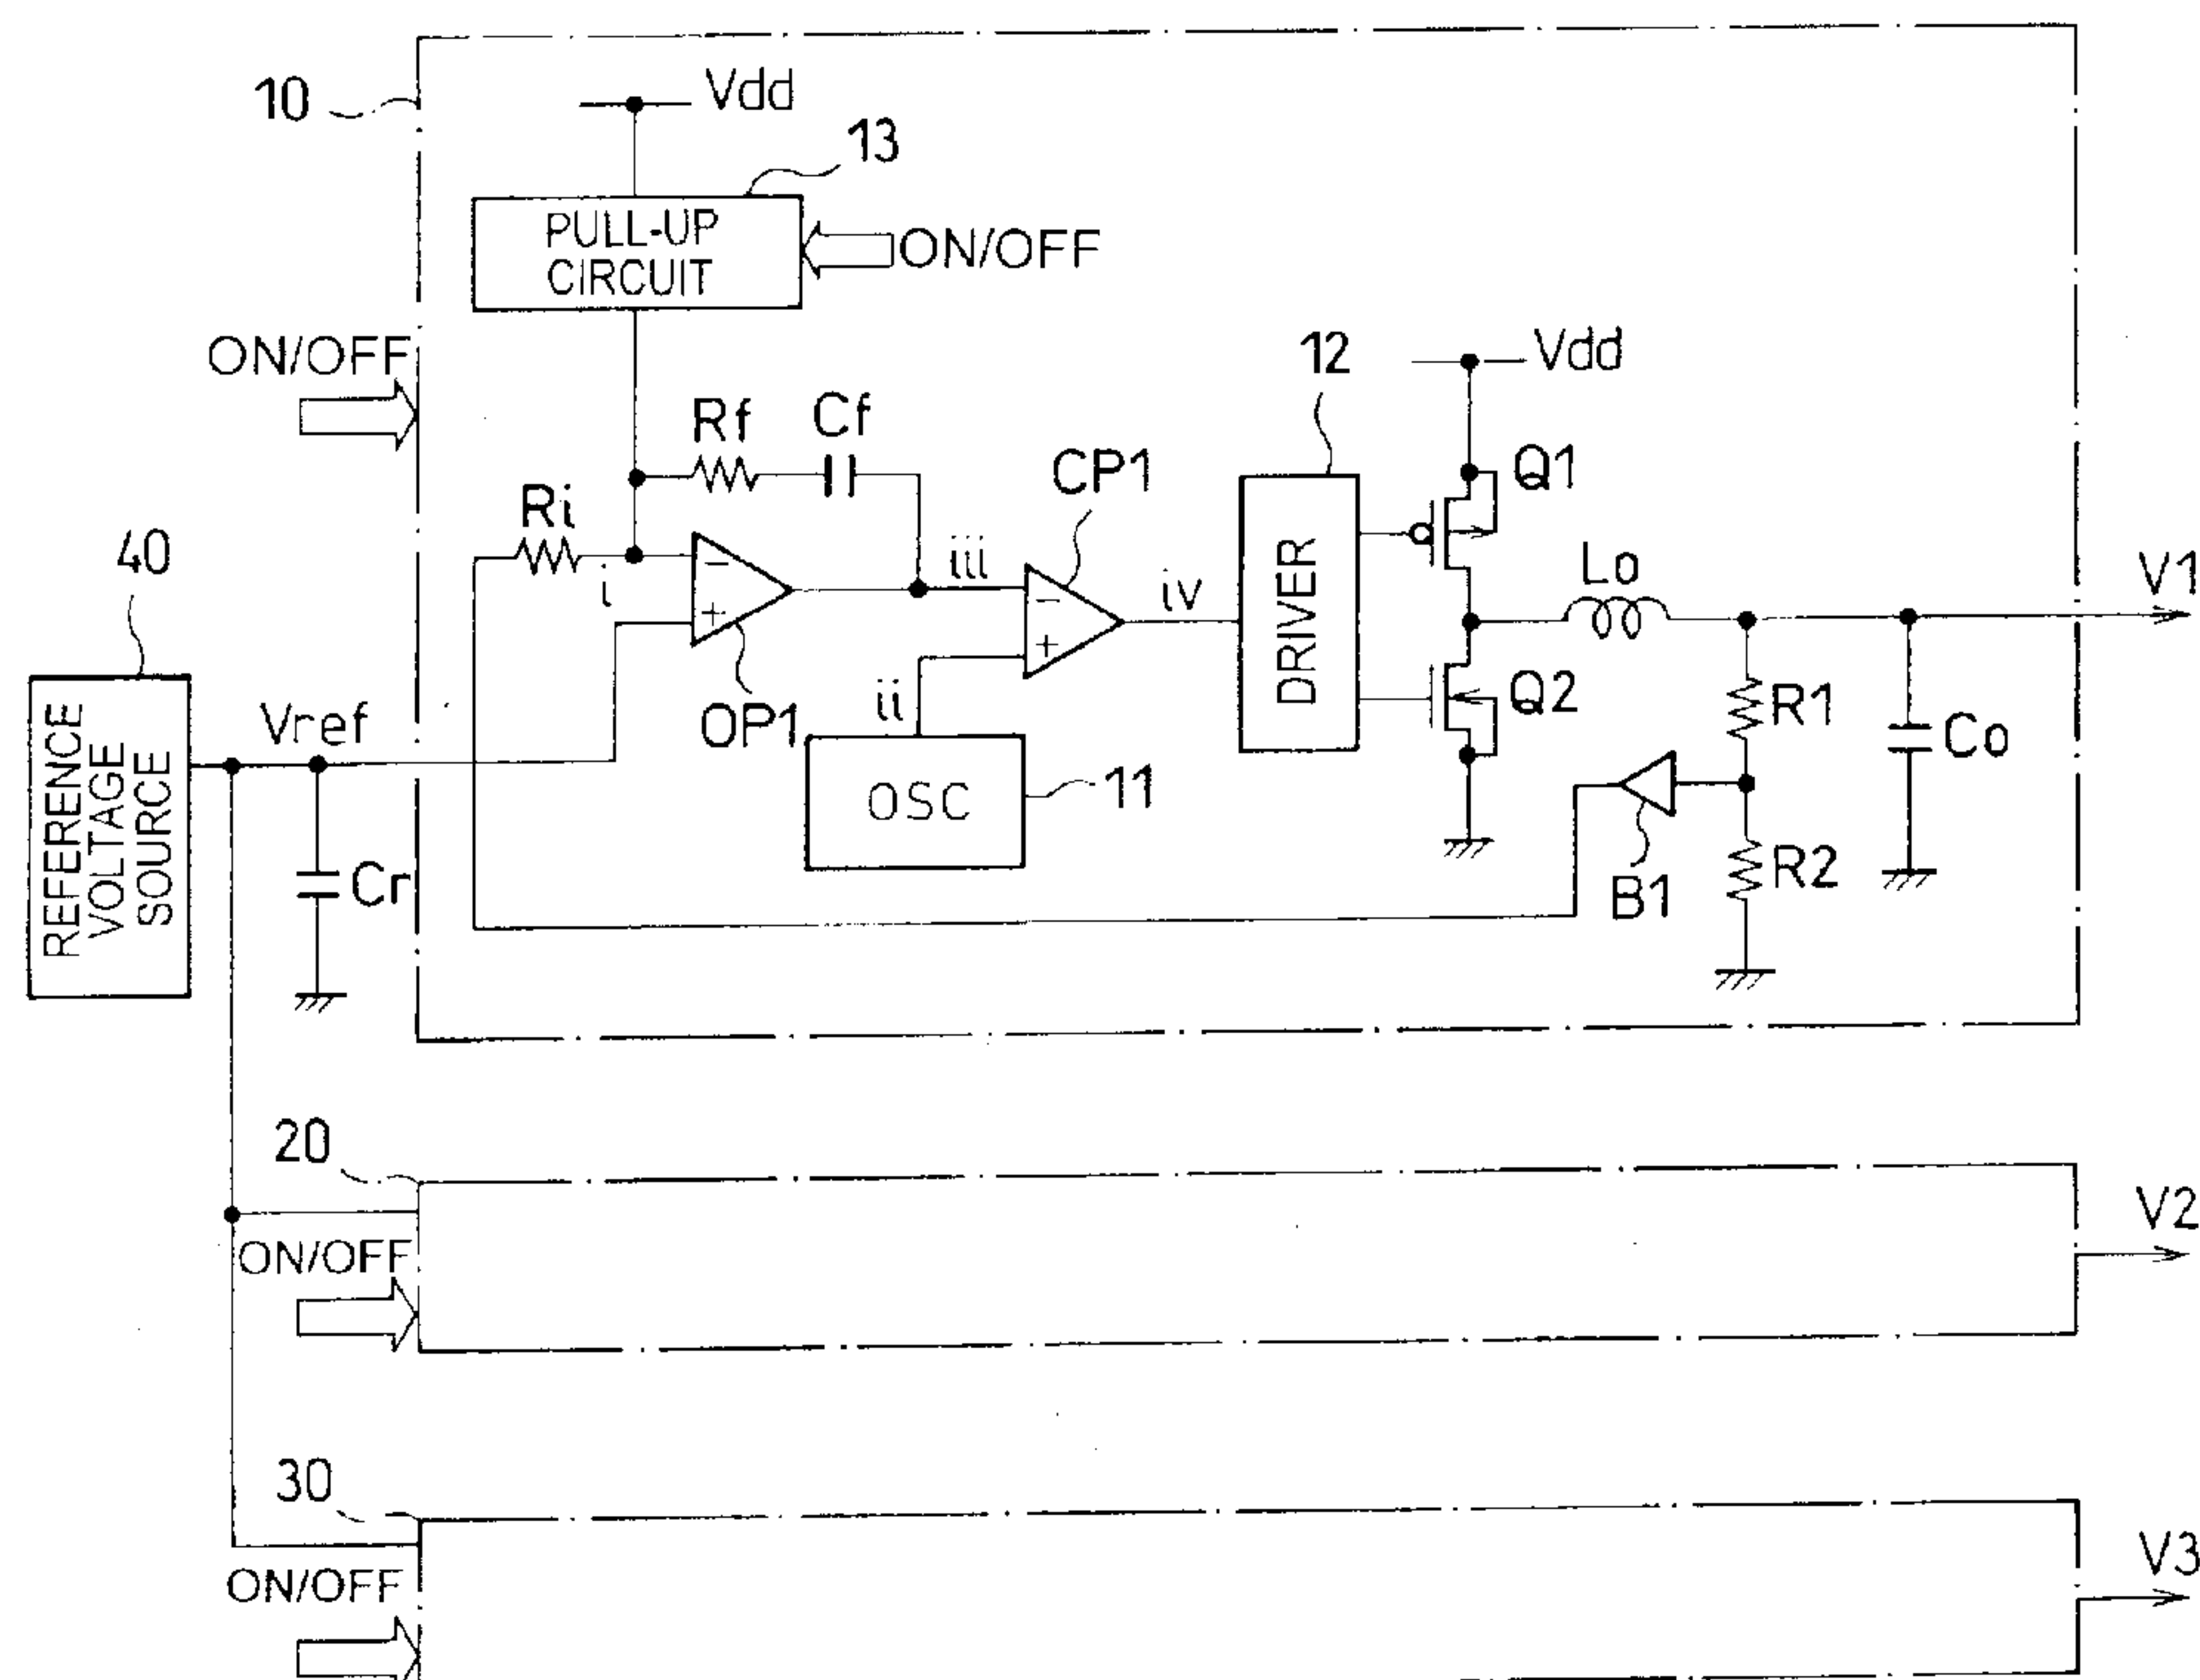 10
Vdd
13
PULL-UP
CIRCUIT
ON/OFF
ON/OFF
12
Vdd
Rf
Cf
CP1
Q1
Ri
40
i
iii
iv
DRIVER
Lo
V1
REFERENCE
VOLTAGE
SOURCE
Vref
−
+
OP1
−
+
ii
Q2
R1
Co
OSC
11
Cr
B1
R2
20
V2
ON/OFF
30
V3
ON/OFF